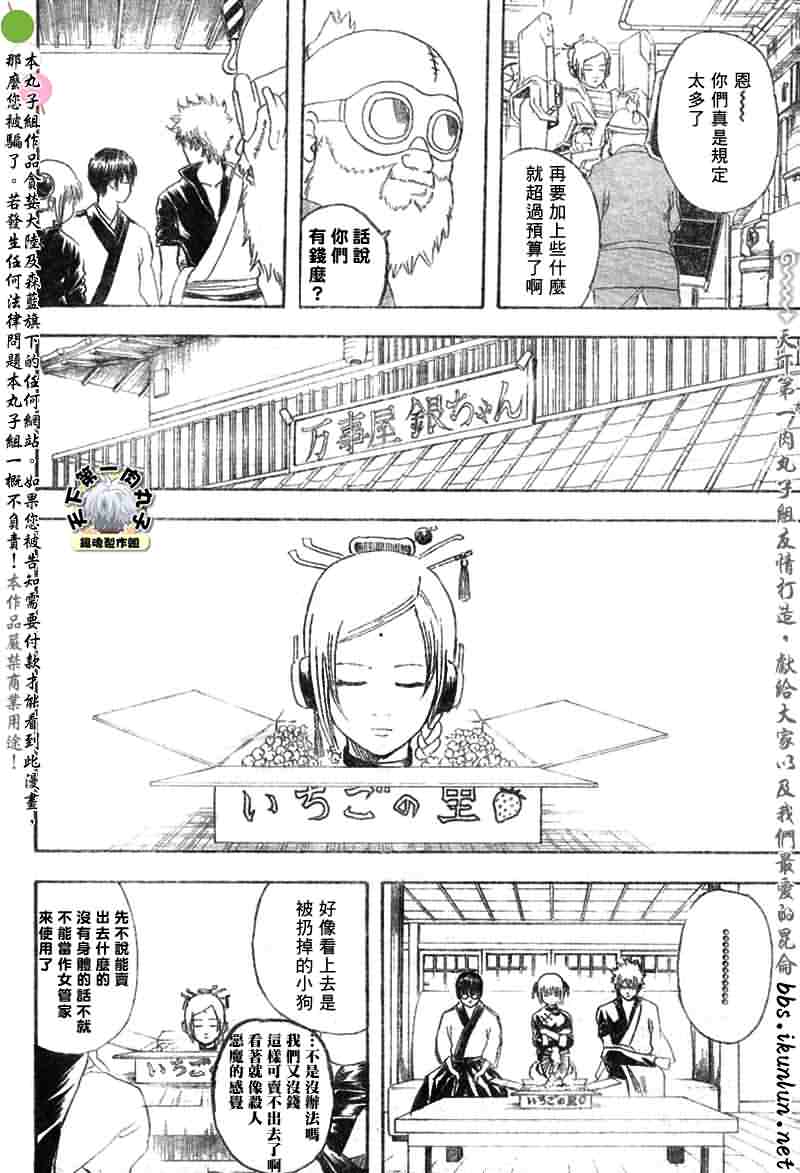 恩~~
你們真是規定
太多了
再要加上些什麼
就超過預算了啊
話說
你們
有錢麼？
万事屋 銀ちゃん
いちごの里
…………
いちごの里
好像看上去是
被扔掉的小狗
…不是沒辦法嗎
我們又沒錢
這樣可賣不出去了啊
看著就像殺人
惡魔的感覺
いちごの里
先不說能賣
出去什麼的
沒有身體的話不就
不能當作女管家
來使用了
天下第一肉丸子組友情打造，獻給大家以及我們最愛的昆侖 bbs.ikunlun.net
本丸子組作品貪婪大陸及森藍旗下的任何網站。如果您被告知需要付款才能看到此漫畫，
那麼您被騙了。若發生任何法律問題本丸子組一概不負責！本作品嚴禁商業用途！
天下第一肉丸子
銀魂製作組